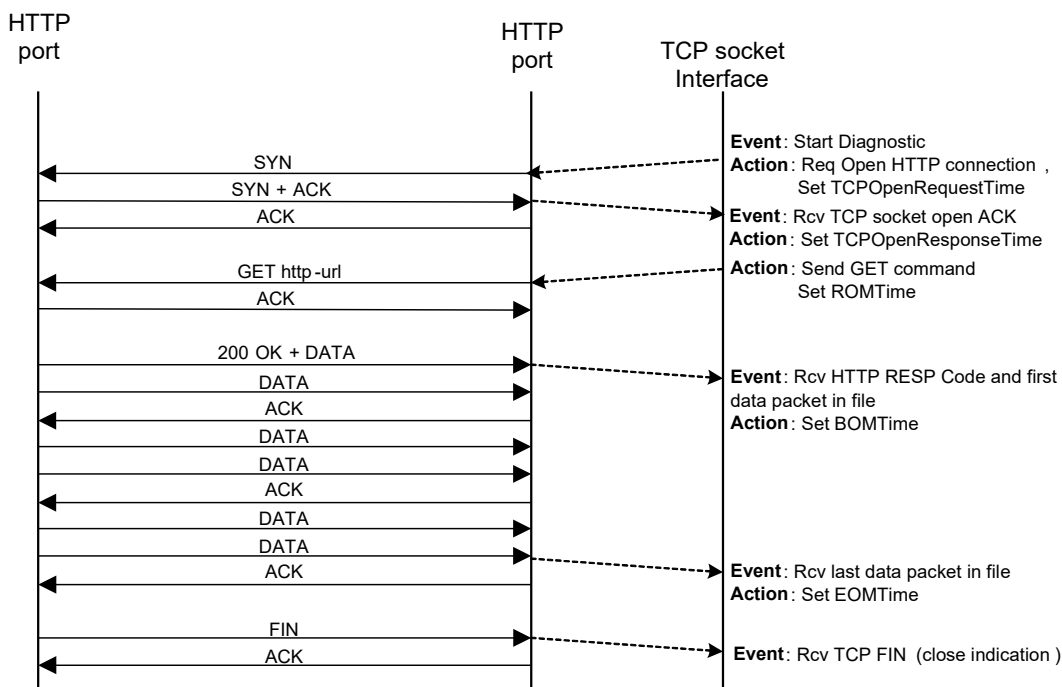 HTTP
port
HTTP
port
TCP socket
Interface
Event: Start Diagnostic
SYN
Action: Req Open HTTP connection ,
SYN + ACK
Set TCPOpenRequestTime
ACK
Event: Rcv TCP socket open ACK
Action: Set TCPOpenResponseTime
GET http-url
Action: Send GET command
Set ROMTime
ACK
200 OK + DATA
Event: Rcv HTTP RESP Code and first
data packet in file
DATA
ACK
Action: Set BOMTime
DATA
DATA
ACK
DATA
DATA
ACK
Event: Rcv last data packet in file
Action: Set EOMTime
FIN
ACK
Event: Rcv TCP FIN (close indication )